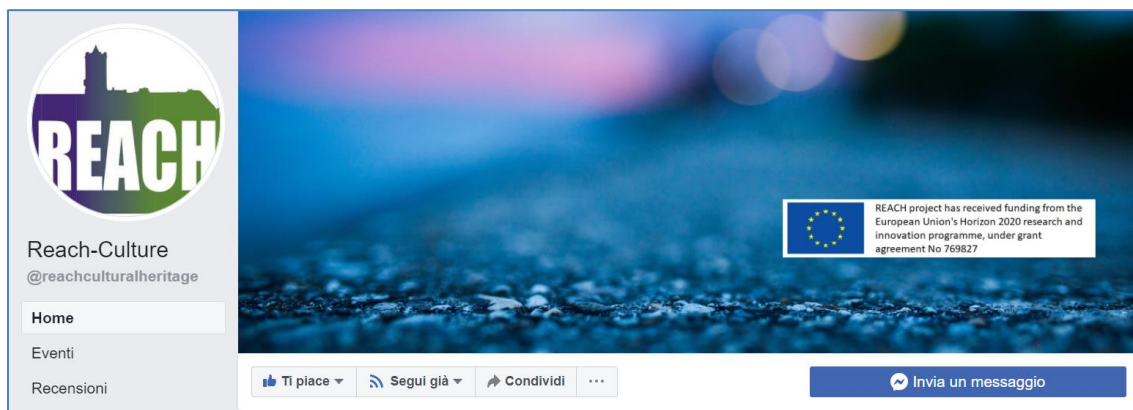 REACH
Reach-Culture
@reachculturalheritage
Home
Eventi
Recensioni
REACH project has received funding from the
European Union's Horizon 2020 research and
innovation programme, under grant
agreement No 769827
Ti piace
Segui già
Condividi
Invia un messaggio